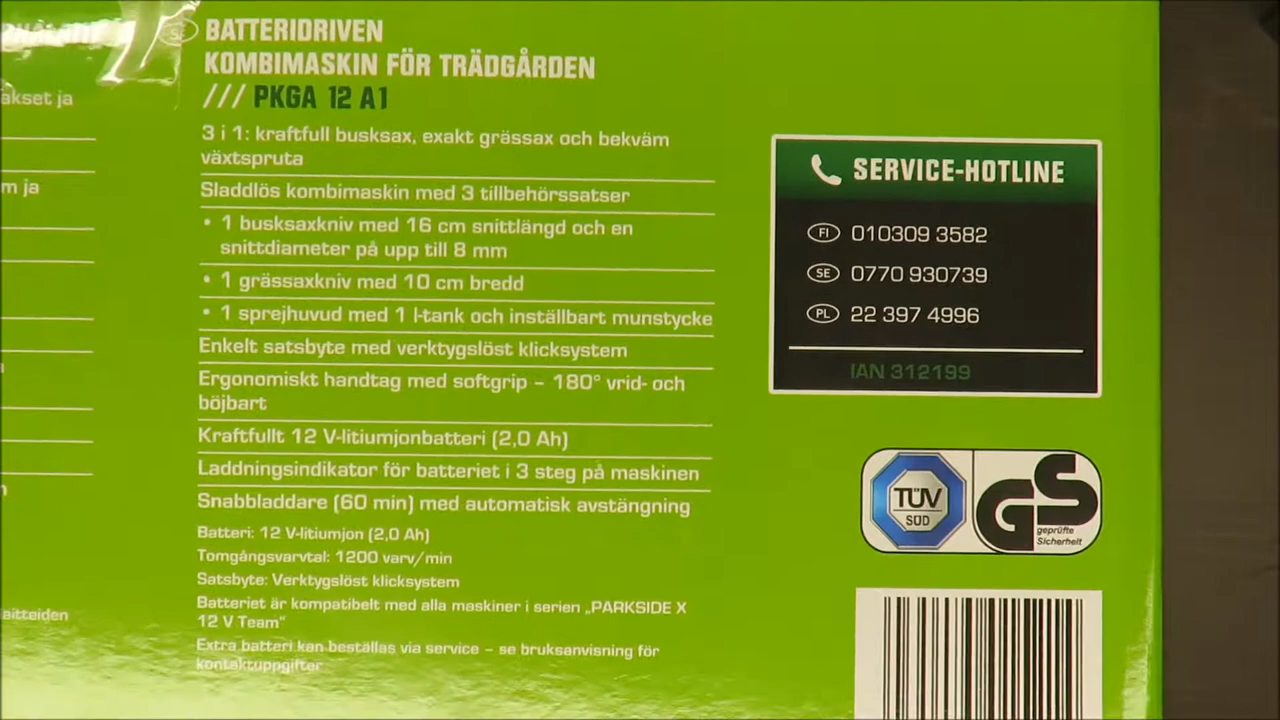 SE BATTERIDRIVEN
KOMBIMASKIN FÖR TRÄDGÅRDEN
/// PKGA 12 A1
3 i 1: kraftfull busksax, exakt grässax och bekväm
växtspruta
Sladdlös kombimaskin med 3 tillbehörssatser
• 1 busksaxkniv med 16 cm snittlängd och en
snittdiameter på upp till 8 mm
• 1 grässaxkniv med 10 cm bredd
• 1 sprejhuvud med 1 l-tank och inställbart munstycke
Enkelt satsbyte med verktygslöst klicksystem
Ergonomiskt handtag med softgrip – 180° vrid- och
böjbart
Kraftfullt 12 V-litiumjonbatteri (2,0 Ah)
Laddningsindikator för batteriet i 3 steg på maskinen
Snabbladdare (60 min) med automatisk avstängning
Batteri: 12 V-litiumjon (2,0 Ah)
Tomgångsvarvtal: 1200 varv/min
Satsbyte: Verktygslöst klicksystem
Batteriet är kompatibelt med alla maskiner i serien „PARKSIDE X
12 V Team“
Extra batteri kan beställas via service – se bruksanvisning för
kontaktuppgifter
akset ja
m ja
aitteiden
SERVICE-HOTLINE
FI 010309 3582
SE 0770 930739
PL 22 397 4996
IAN 312199
TÜV
SÜD
GS
geprüfte
Sicherheit